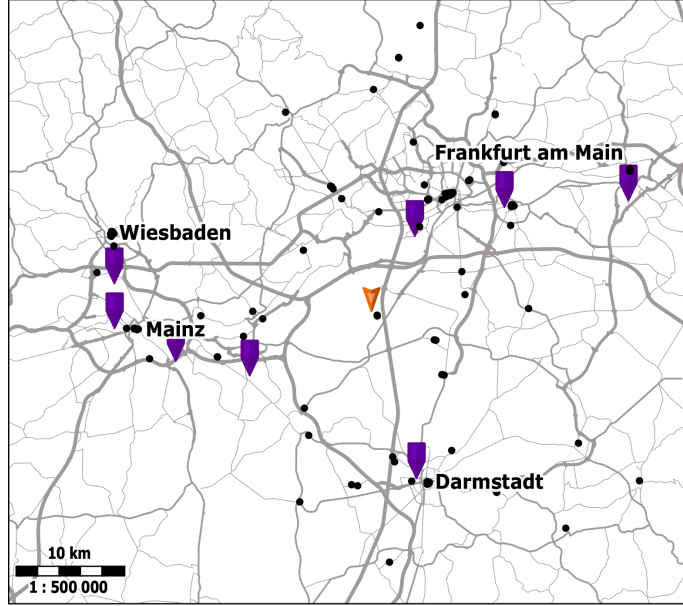 Frankfurt am Main
Wiesbaden
Mainz
Darmstadt
10 km
1 : 500 000